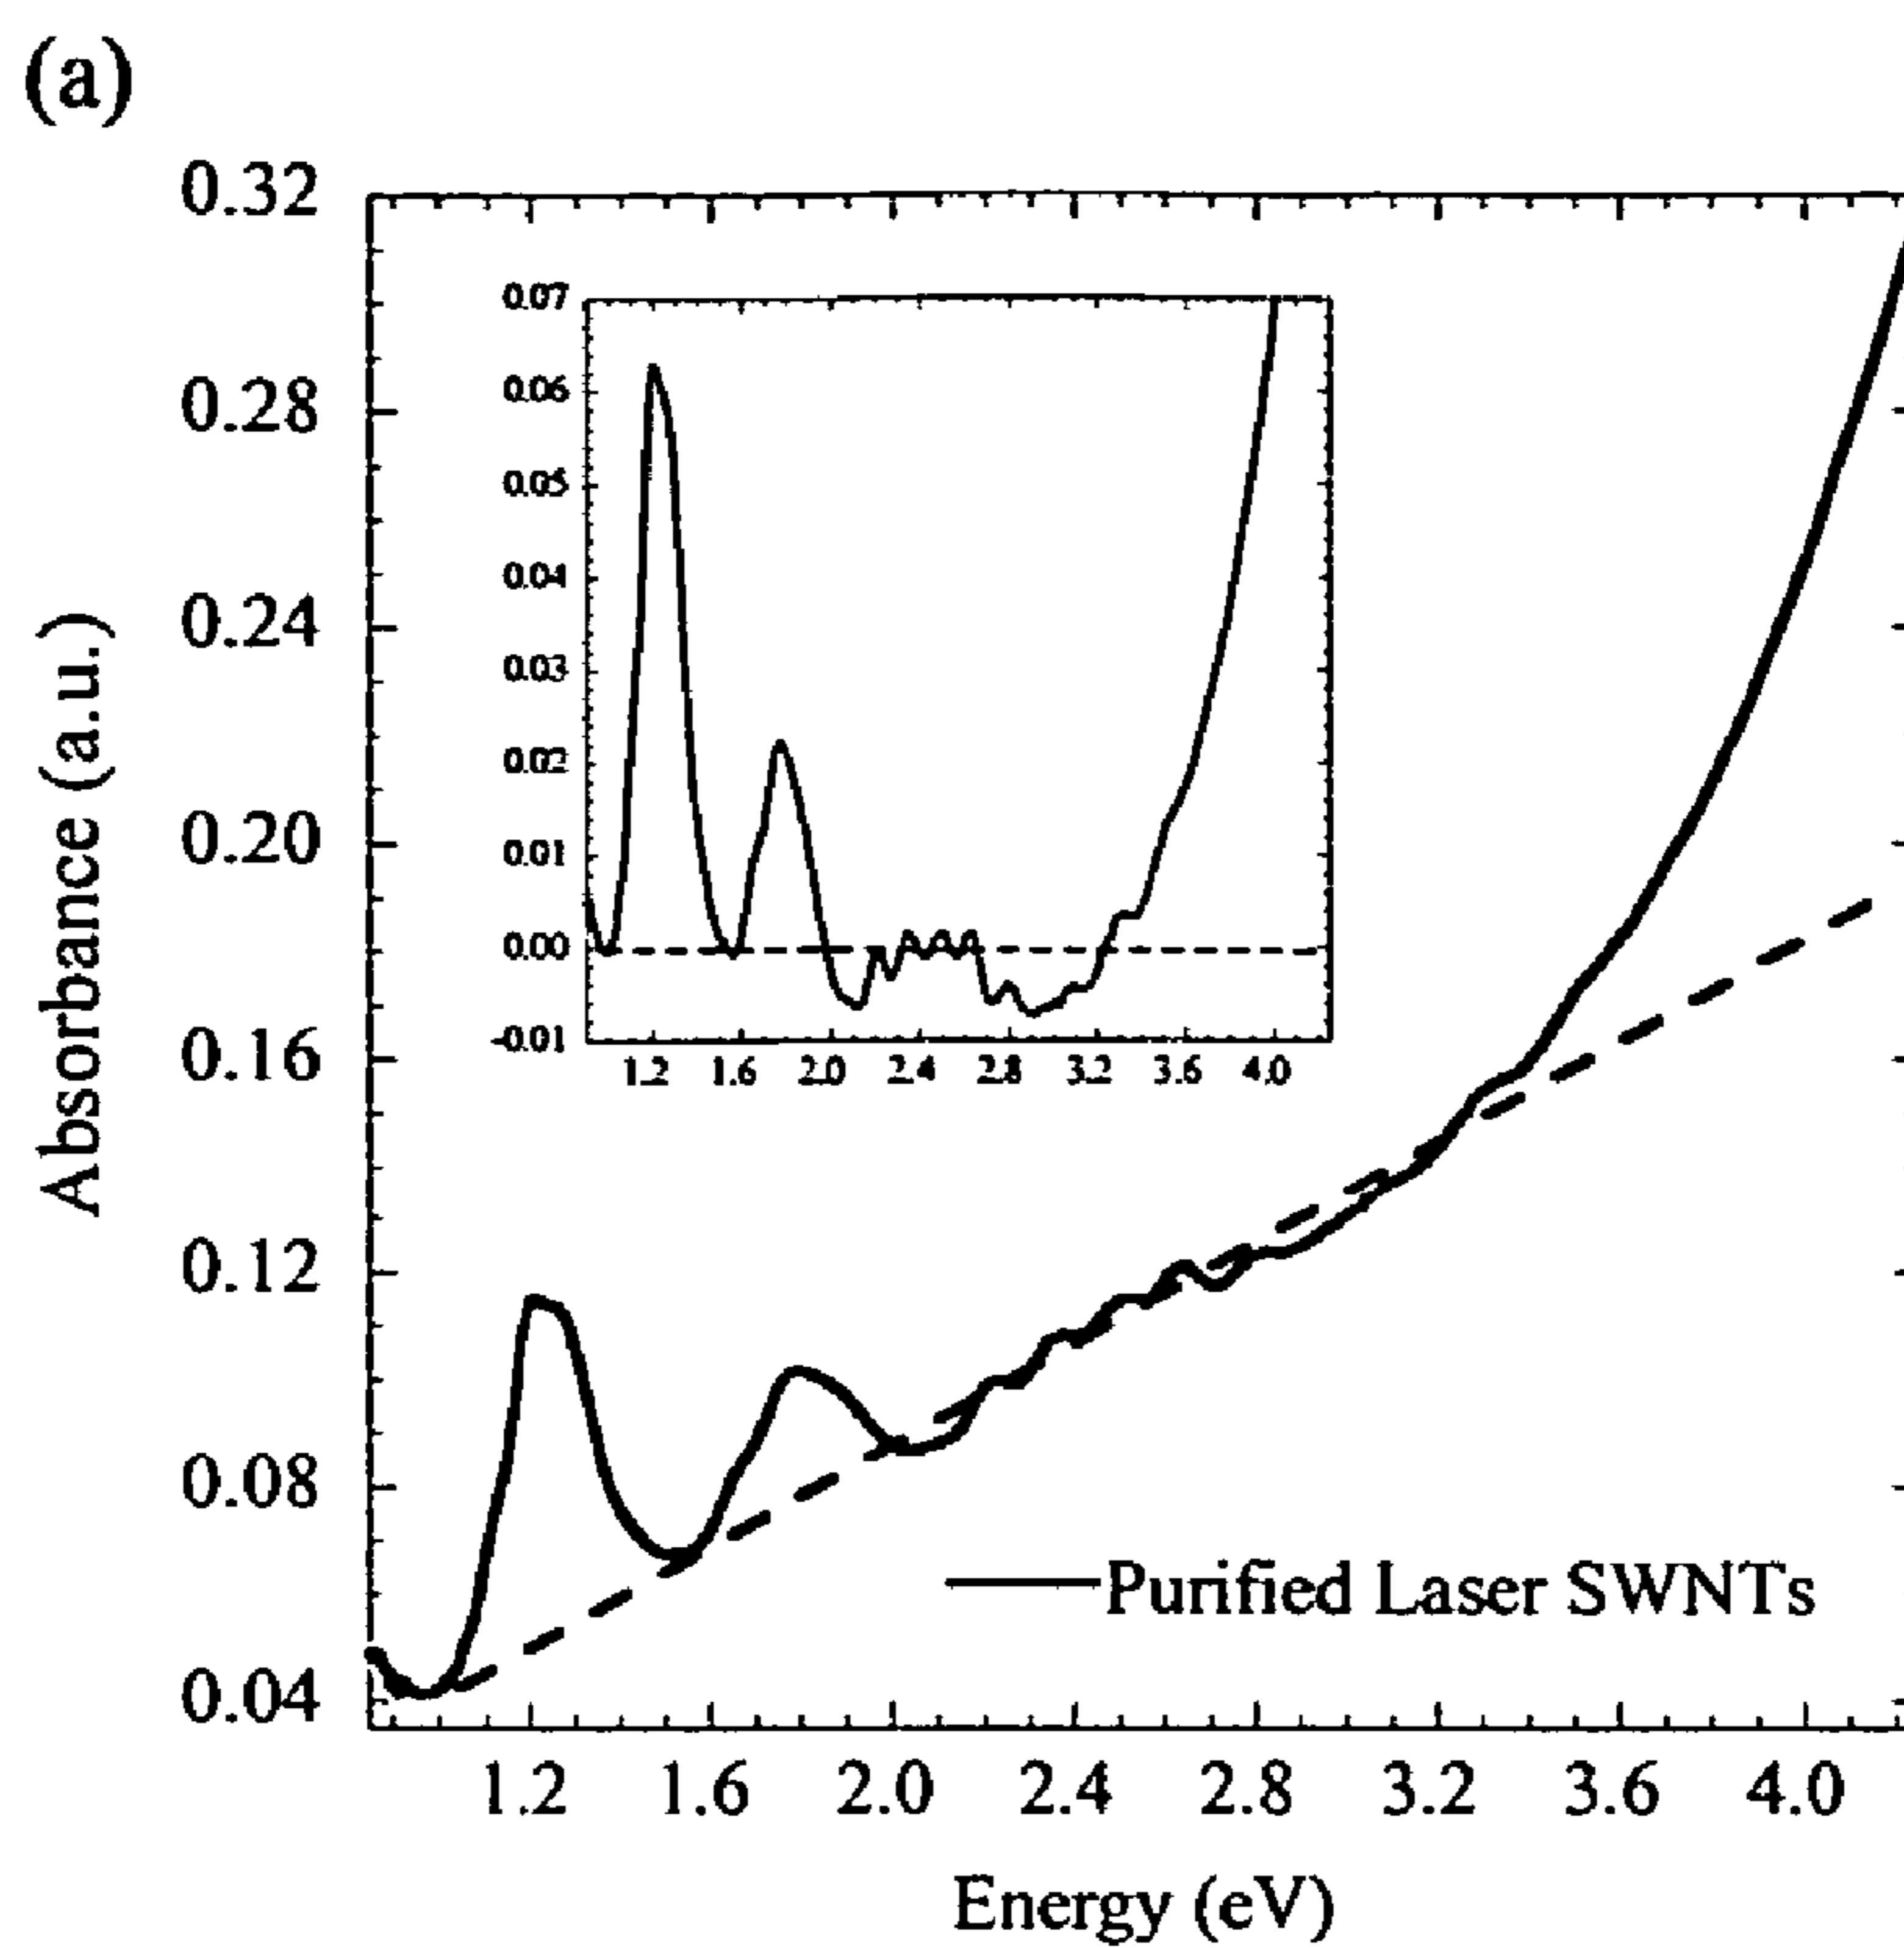 (a)
0.32
0.28
0.24
0.20
0.16
0.12
0.08
0.04
Absorbance (a.u.)
0.07
0.06
0.05
0.04
0.03
0.02
0.01
0.00
-0.01
1.2 1.6 2.0 2.4 2.8 3.2 3.6 4.0
Purified Laser SWNTs
1.2 1.6 2.0 2.4 2.8 3.2 3.6 4.0
Energy (eV)